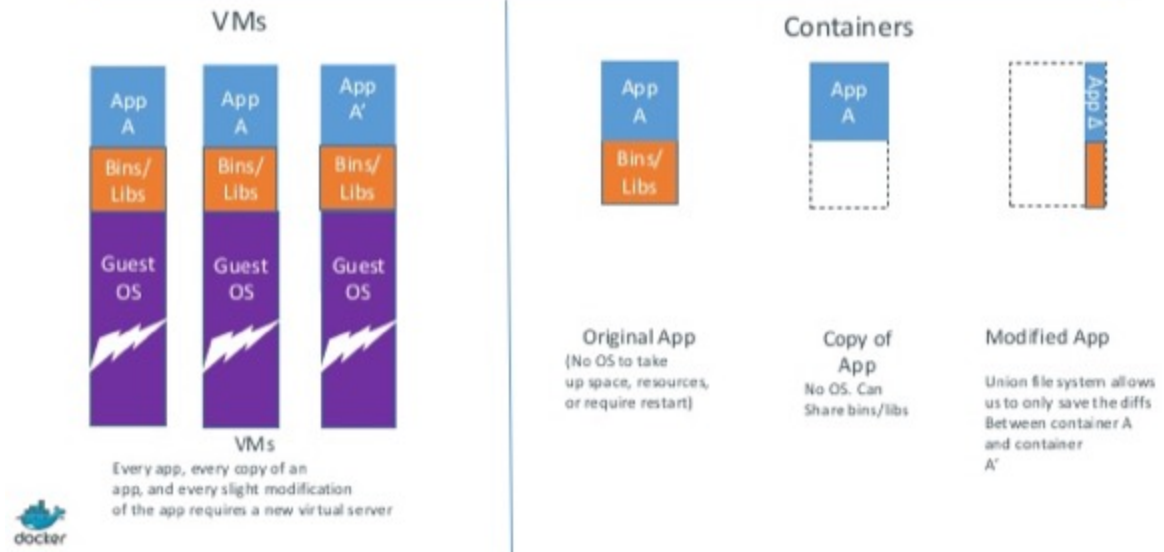 VMs
App
A
Bins/
Libs
Guest
OS
App
A
Bins/
Libs
Guest
OS
App
A'
Bins/
Libs
Guest
OS
VMs
Every app, every copy of an
app, and every slight modification
of the app requires a new virtual server
docker
Containers
App
A
Bins/
Libs
Original App
(No OS to take
up space, resources,
or require restart)
App
A
Copy of
App
No OS. Can
Share bins/libs
App Δ
Modified App
Union file system allows
us to only save the diffs
Between container A
and container
A'